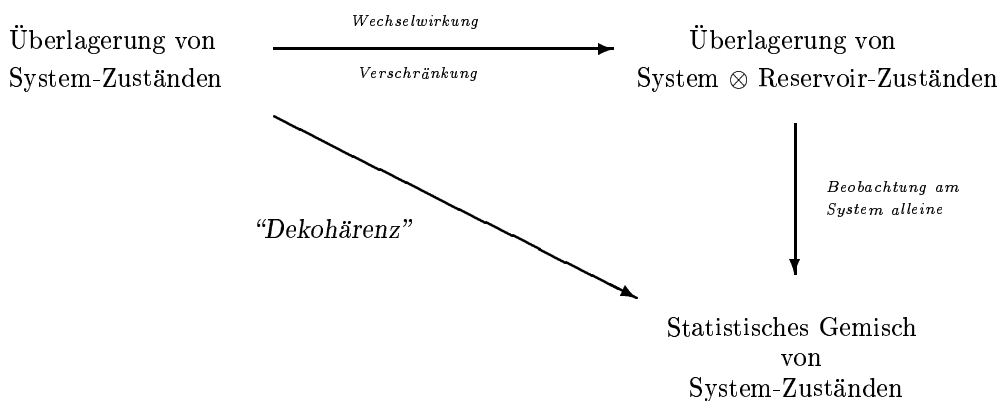 Überlagerung von
System-Zuständen
Wechselwirkung
Verschränkung
Überlagerung von
System ⊗ Reservoir-Zuständen
Beobachtung am
System alleine
“Dekohärenz”
Statistisches Gemisch
von
System-Zuständen